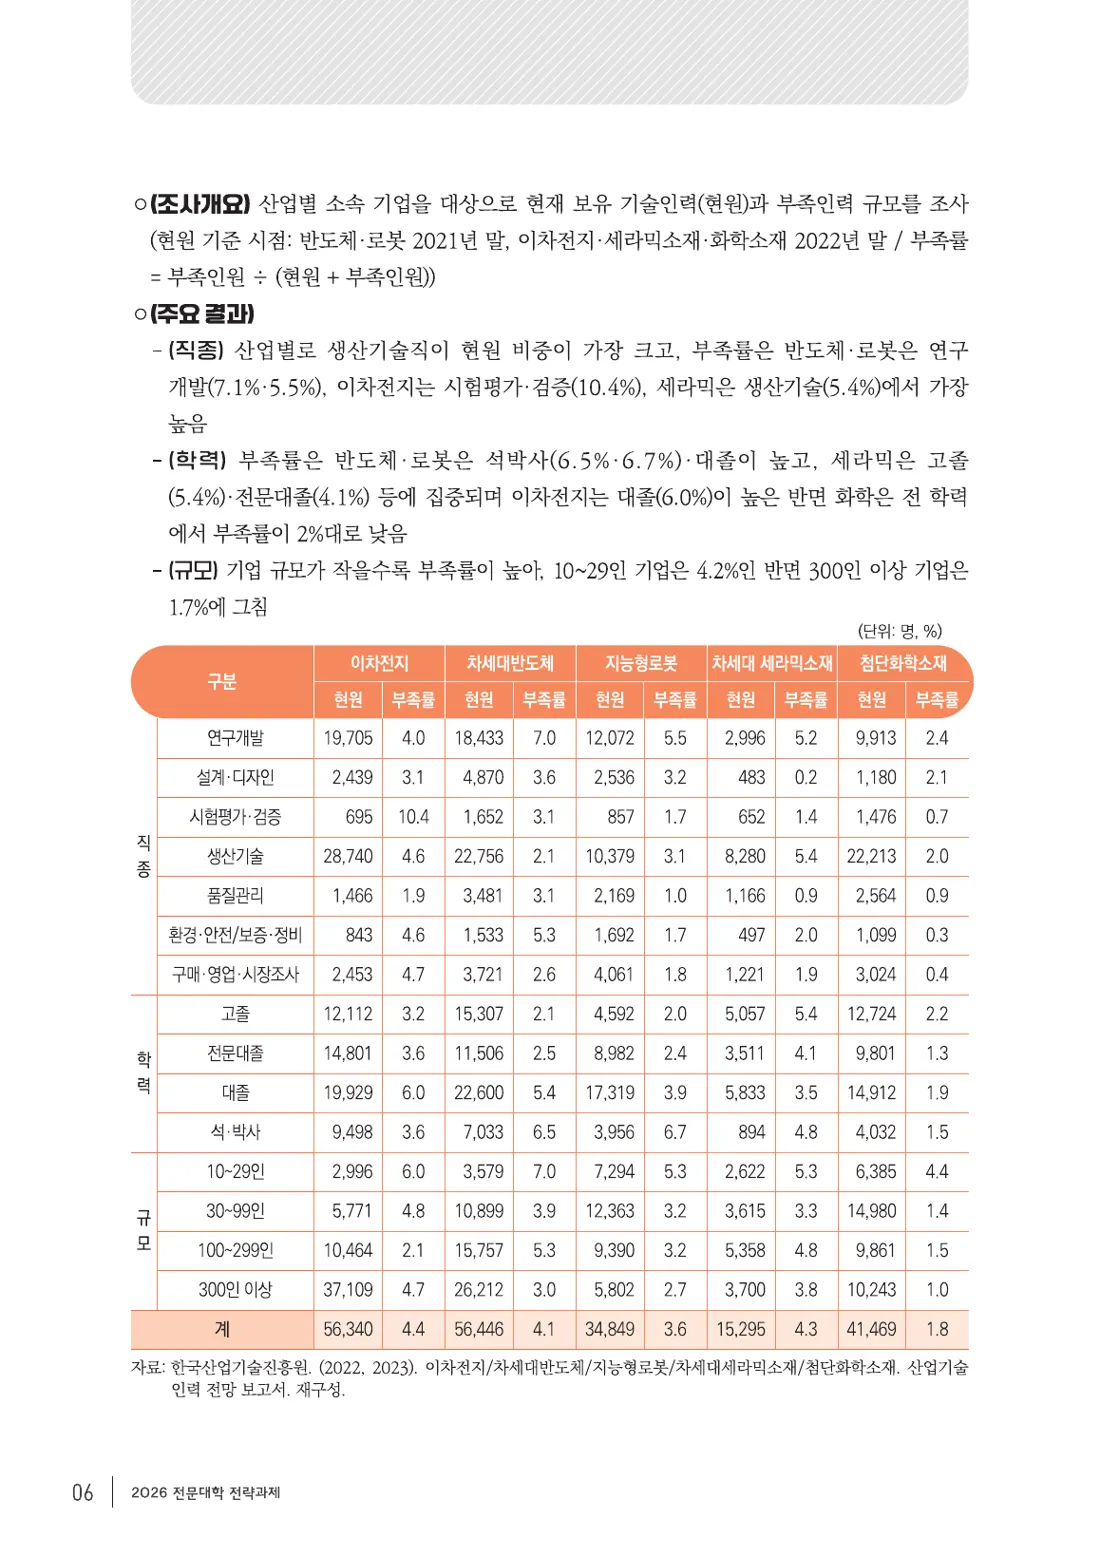 ○(조사개요) 산업별 소속 기업을 대상으로 현재 보유 기술인력(현원)과 부족인력 규모를 조사
(현원 기준 시점: 반도체·로봇 2021년 말, 이차전지·세라믹소재·화학소재 2022년 말 / 부족률
= 부족인원 ÷ (현원 + 부족인원))
○(주요 결과)
- (직종) 산업별로 생산기술직이 현원 비중이 가장 크고, 부족률은 반도체·로봇은 연구
개발(7.1%·5.5%), 이차전지는 시험평가·검증(10.4%), 세라믹은 생산기술(5.4%)에서 가장
높음
- (학력) 부족률은 반도체·로봇은 석박사(6.5%·6.7%)·대졸이 높고, 세라믹은 고졸
(5.4%)·전문대졸(4.1%) 등에 집중되며 이차전지는 대졸(6.0%)이 높은 반면 화학은 전 학력
에서 부족률이 2%대로 낮음
- (규모) 기업 규모가 작을수록 부족률이 높아, 10~29인 기업은 4.2%인 반면 300인 이상 기업은
1.7%에 그침
(단위: 명, %)
구분 이차전지 차세대반도체 지능형로봇 차세대 세라믹소재 첨단화학소재
현원 부족률 현원 부족률 현원 부족률 현원 부족률 현원 부족률
직종
연구개발 19,705 4.0 18,433 7.0 12,072 5.5 2,996 5.2 9,913 2.4
설계·디자인 2,439 3.1 4,870 3.6 2,536 3.2 483 0.2 1,180 2.1
시험평가·검증 695 10.4 1,652 3.1 857 1.7 652 1.4 1,476 0.7
생산기술 28,740 4.6 22,756 2.1 10,379 3.1 8,280 5.4 22,213 2.0
품질관리 1,466 1.9 3,481 3.1 2,169 1.0 1,166 0.9 2,564 0.9
환경·안전/보증·정비 843 4.6 1,533 5.3 1,692 1.7 497 2.0 1,099 0.3
구매·영업·시장조사 2,453 4.7 3,721 2.6 4,061 1.8 1,221 1.9 3,024 0.4
학력
고졸 12,112 3.2 15,307 2.1 4,592 2.0 5,057 5.4 12,724 2.2
전문대졸 14,801 3.6 11,506 2.5 8,982 2.4 3,511 4.1 9,801 1.3
대졸 19,929 6.0 22,600 5.4 17,319 3.9 5,833 3.5 14,912 1.9
석·박사 9,498 3.6 7,033 6.5 3,956 6.7 894 4.8 4,032 1.5
규모
10~29인 2,996 6.0 3,579 7.0 7,294 5.3 2,622 5.3 6,385 4.4
30~99인 5,771 4.8 10,899 3.9 12,363 3.2 3,615 3.3 14,980 1.4
100~299인 10,464 2.1 15,757 5.3 9,390 3.2 5,358 4.8 9,861 1.5
300인 이상 37,109 4.7 26,212 3.0 5,802 2.7 3,700 3.8 10,243 1.0
계 56,340 4.4 56,446 4.1 34,849 3.6 15,295 4.3 41,469 1.8
자료: 한국산업기술진흥원. (2022, 2023). 이차전지/차세대반도체/지능형로봇/차세대세라믹소재/첨단화학소재. 산업기술
인력 전망 보고서. 재구성.
06 2026 전문대학 전략과제